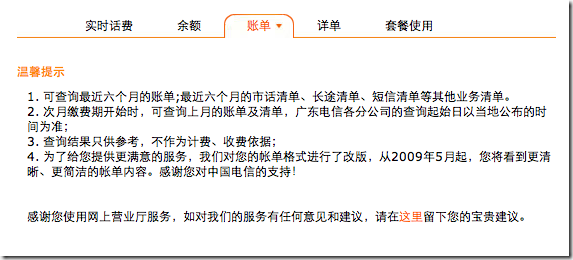 实时话费 余额 账单 详单 套餐使用
温馨提示
1. 可查询最近六个月的账单;最近六个月的市话清单、长途清单、短信清单等其他业务清单。
2. 次月缴费期开始时，可查询上月的账单及清单，广东电信各分公司的查询起始日以当地公布的时
间为准；
3. 查询结果只供参考，不作为计费、收费依据；
4. 为了给您提供更满意的服务，我们对您的帐单格式进行了改版，从2009年5月起，您将看到更清
晰、更简洁的帐单内容。感谢您对中国电信的支持！
感谢您使用网上营业厅服务，如对我们的服务有任何意见和建议，请在这里留下您的宝贵建议。